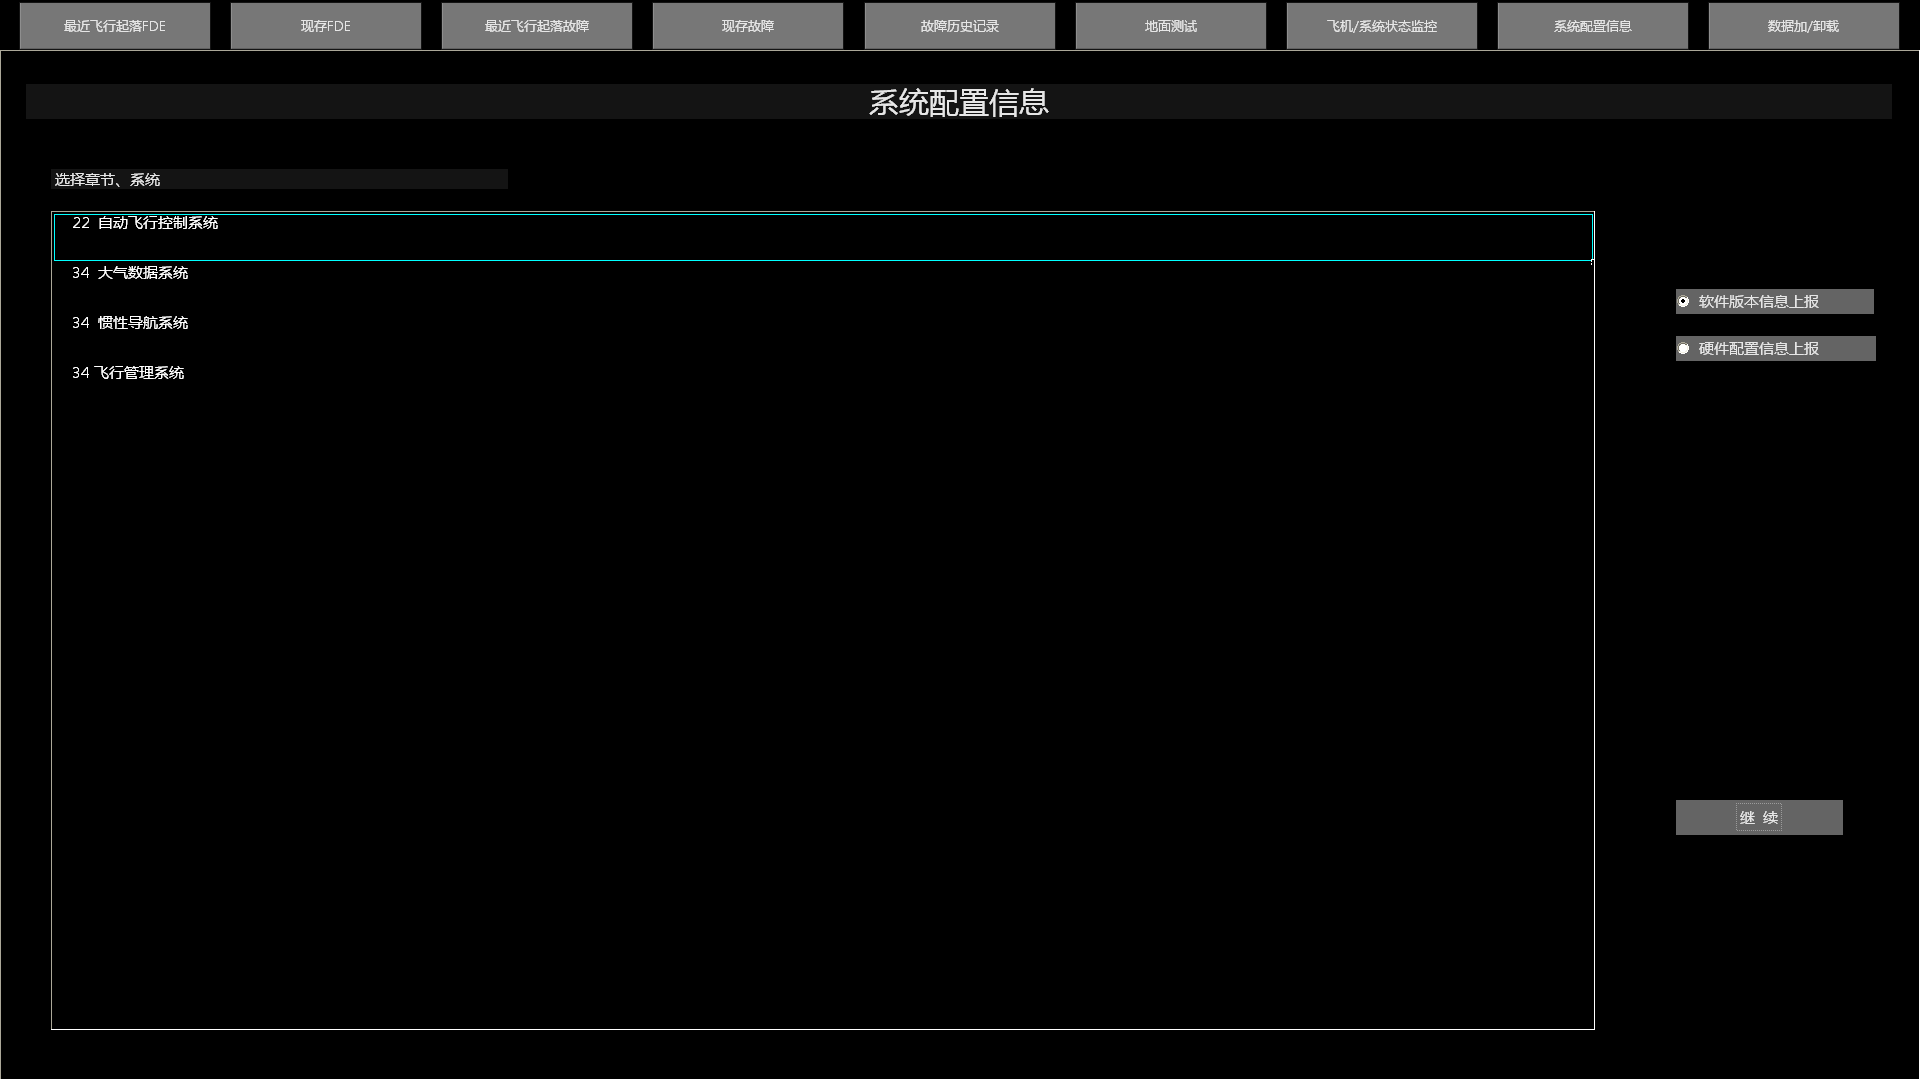 最近飞行起落FDE
现存FDE
最近飞行起落故障
现存故障
故障历史记录
地面测试
飞机/系统状态监控
系统配置信息
数据加/卸载
系统配置信息
选择章节、系统
22 自动飞行控制系统
34 大气数据系统
34 惯性导航系统
34 飞行管理系统
软件版本信息上报
硬件配置信息上报
继 续